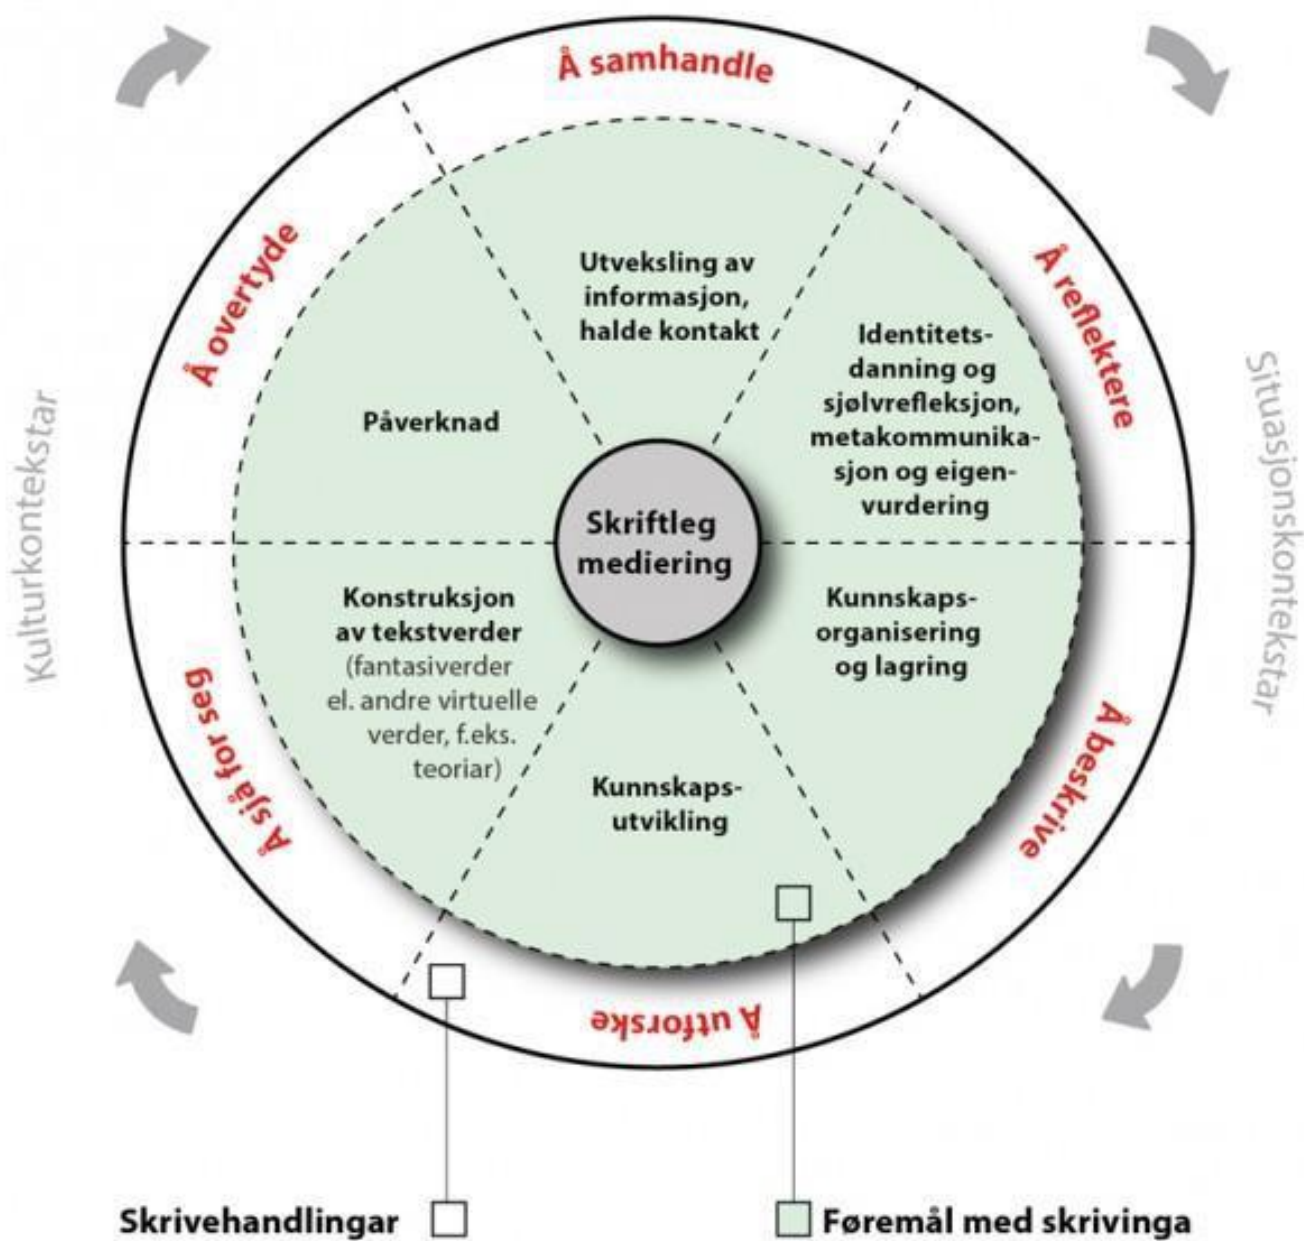 Å samhandle
Å reflektere
Å beskrive
Å utforske
Å sjå for seg
Å overtyde
Utveksling av
informasjon,
halde kontakt
Identitets-
danning og
sjølvrefleksjon,
metakommunika-
sjon og eigen-
vurdering
Kunnskaps-
organisering
og lagring
Kunnskaps-
utvikling
Konstruksjon
av tekstverder
(fantasiverder
el. andre virtuelle
verder, f.eks.
teoriar)
Påverknad
Skriftleg
mediering
Kulturkontekstar
Situasjonskontekstar
Skrivehandlingar
Føremål med skrivinga